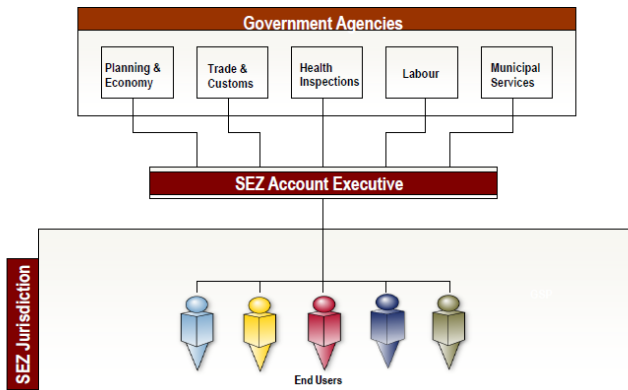 Government Agencies
Planning &
Economy
Trade &
Customs
Health
Inspections
Labour
Municipal
Services
SEZ Account Executive
SEZ Jurisdiction
End Users